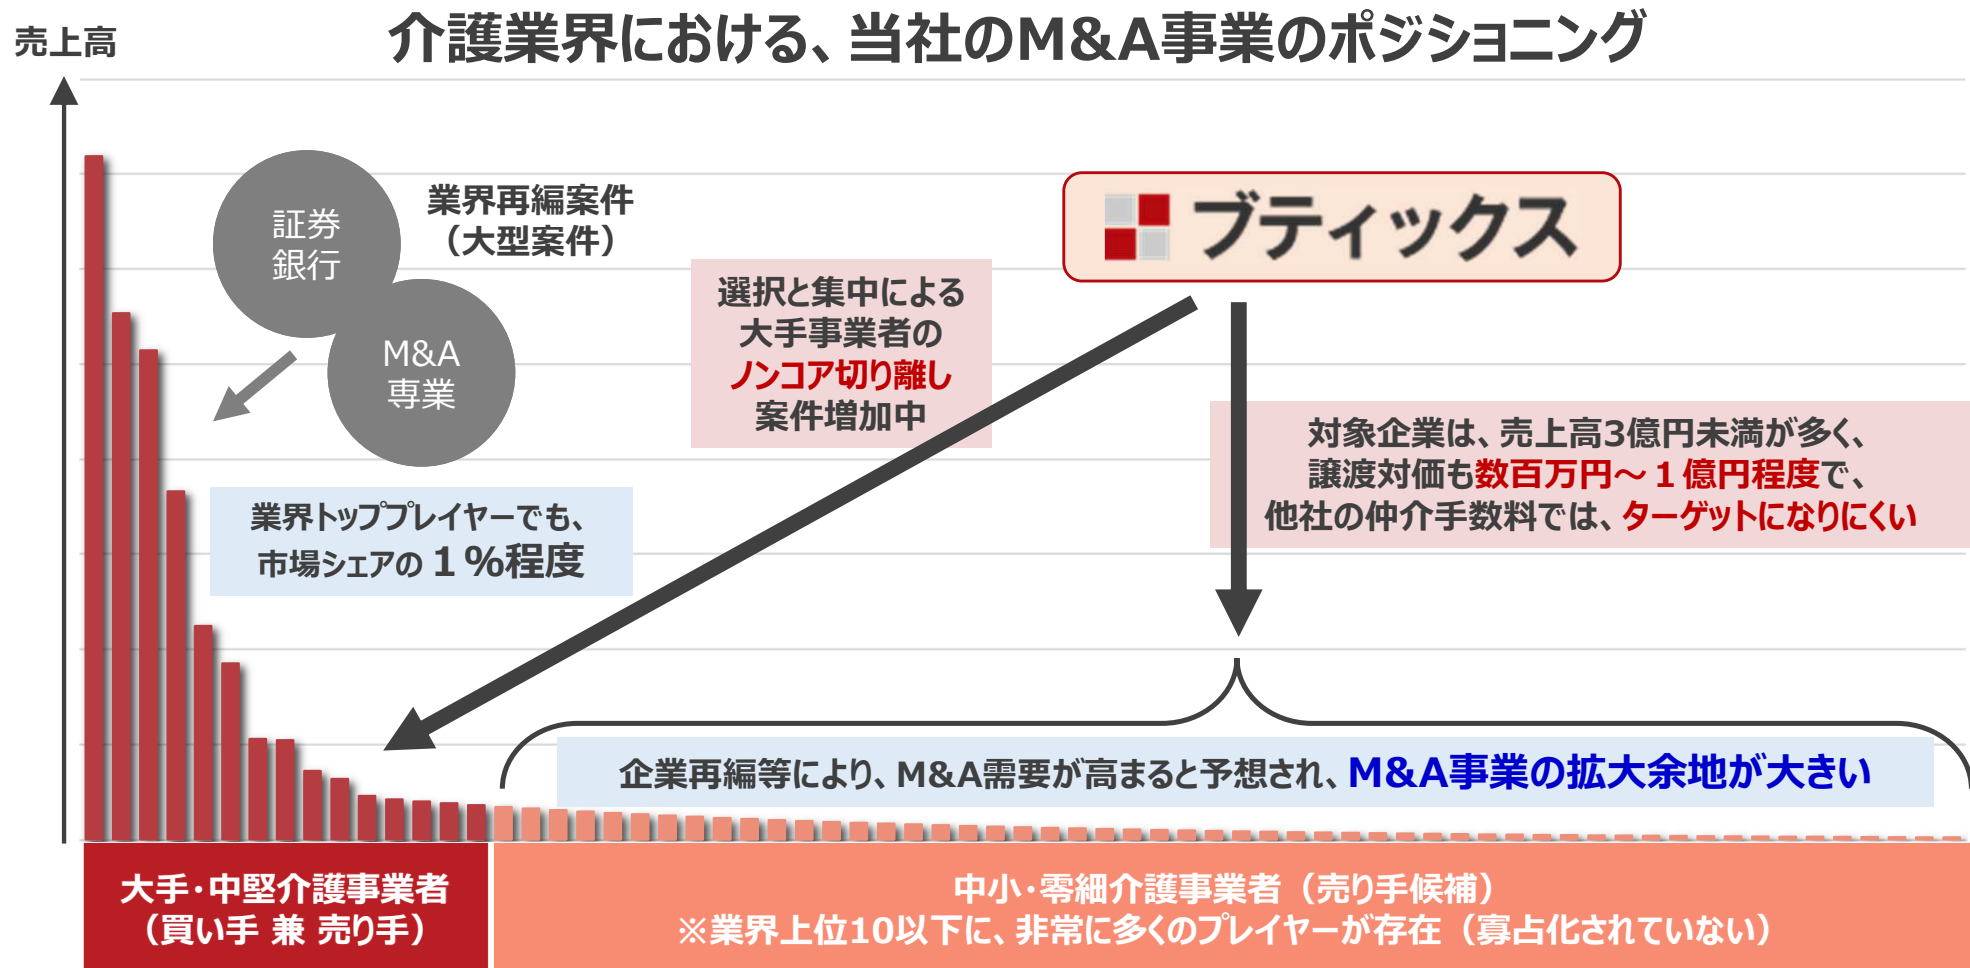 介護業界における、当社のM&A事業のポジショニング
売上高
証券
銀行
M&A
専業
業界再編案件
（大型案件）
ブティックス
選択と集中による
大手事業者の
ノンコア切り離し
案件増加中
対象企業は、売上高3億円未満が多く、
譲渡対価も数百万円～１億円程度で、
他社の仲介手数料では、ターゲットになりにくい
業界トッププレイヤーでも、
市場シェアの１％程度
企業再編等により、M&A需要が高まると予想され、M&A事業の拡大余地が大きい
大手・中堅介護事業者
（買い手 兼 売り手）
中小・零細介護事業者（売り手候補）
※業界上位10以下に、非常に多くのプレイヤーが存在（寡占化されていない）